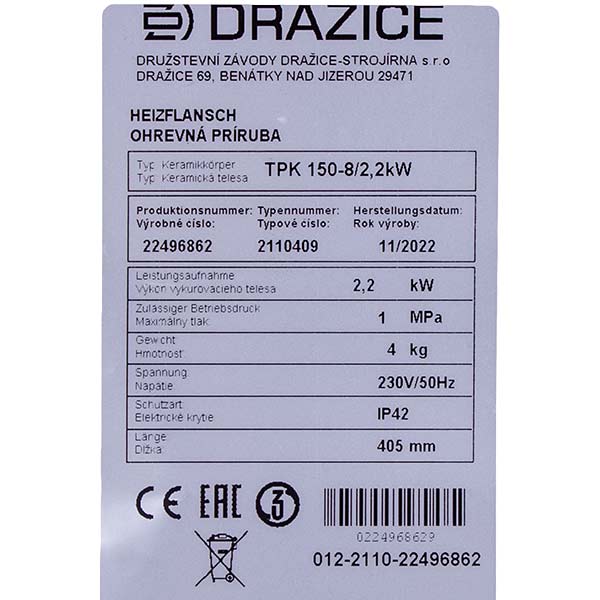 DRAŽICE
DRUŽSTEVNÍ ZÁVODY DRAŽICE-STROJÍRNA s.r.o
DRAŽICE 69, BENÁTKY NAD JIZEROU 29471
HEIZFLANSCH
OHREVNÁ PRÍRUBA
Typ: Keramikkörper
Typ: Keramická telesa
TPK 150-8/2,2kW
Produktionsnummer: Typennummer: Herstellungsdatum:
Výrobné číslo: Typové číslo: Rok výroby:
22496862 2110409 11/2022
Leistungsaufnahme
Výkon vykurovacieho telesa
2,2 kW
Zulässiger Betriebsdruck
Maximálny tlak:
1 MPa
Gewicht
Hmotnosť:
4 kg
Spannung:
Napätie:
230V/50Hz
Schutzart:
Elektrické krytie
IP42
Länge:
Dĺžka:
405 mm
CE EAC 3
0224968629
012-2110-22496862